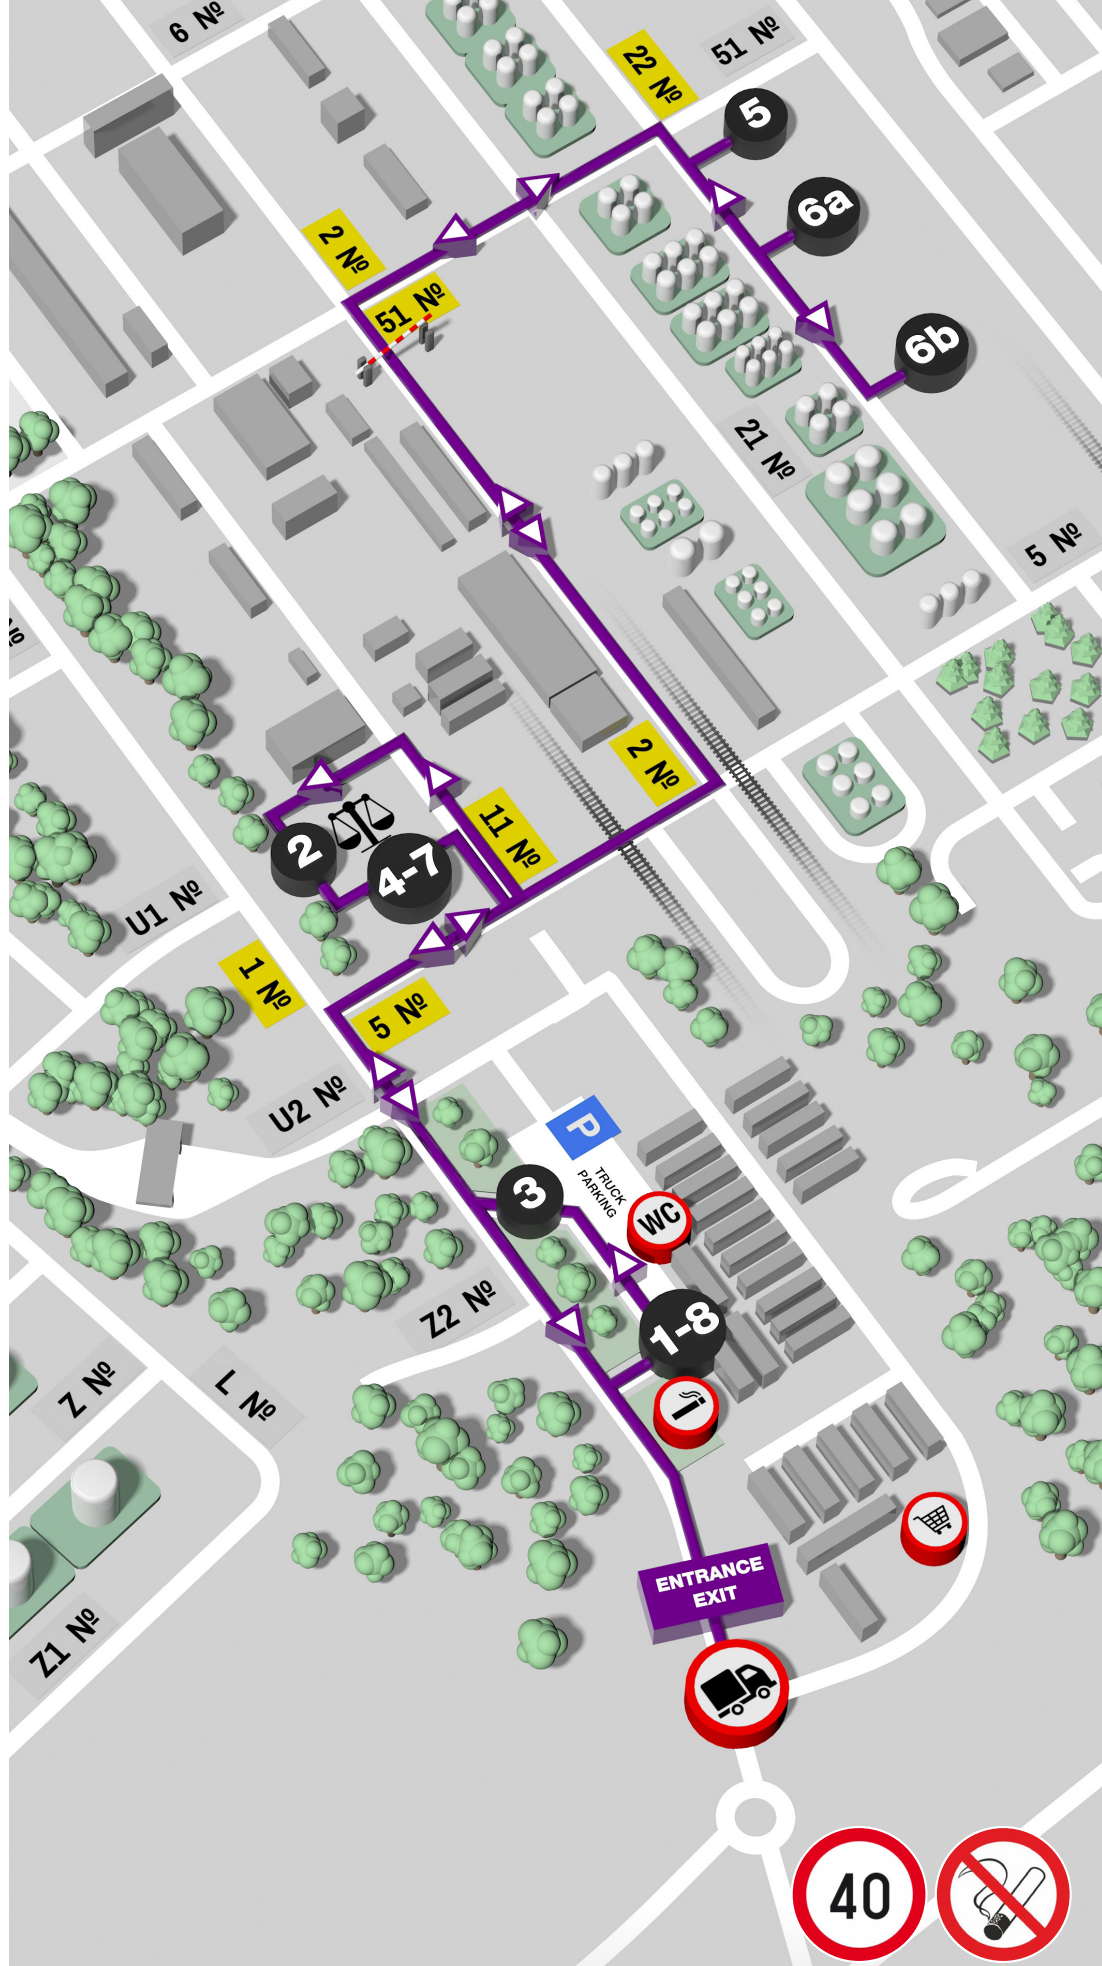 6 №
51 №
22 №
5
6a
2 №
51 №
6b
21 №
5 №
2 №
11 №
2
4-7
U1 №
1 №
5 №
U2 №
P
TRUCK
PARKING
3
WC
Z2 №
1-8
Z №
L №
ENTRANCE
EXIT
Z1 №
40